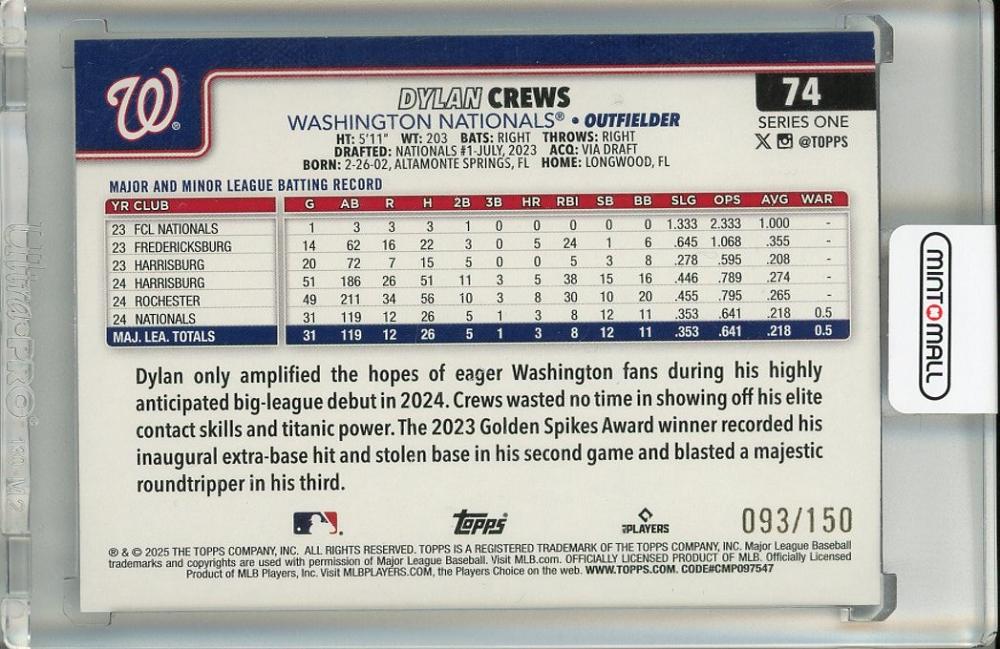 W
DYLAN CREWS
WASHINGTON NATIONALS® • OUTFIELDER
HT: 5'11" WT: 203 BATS: RIGHT THROWS: RIGHT
DRAFTED: NATIONALS #1-JULY, 2023 ACQ: VIA DRAFT
BORN: 2-26-02, ALTAMONTE SPRINGS, FL HOME: LONGWOOD, FL
74
SERIES ONE
X @TOPPS
MAJOR AND MINOR LEAGUE BATTING RECORD
YR CLUB G AB R H 2B 3B HR RBI SB BB SLG OPS AVG WAR
23 FCL NATIONALS 1 3 3 3 1 0 0 0 0 0 1.333 2.333 1.000 -
23 FREDERICKSBURG 14 62 16 22 3 0 5 24 1 6 .645 1.068 .355 -
23 HARRISBURG 20 72 7 15 5 0 0 5 3 8 .278 .595 .208 -
24 HARRISBURG 51 186 26 51 11 3 5 38 15 16 .446 .789 .274 -
24 ROCHESTER 49 211 34 56 10 3 8 30 10 20 .455 .795 .265 -
24 NATIONALS 31 119 12 26 5 1 3 8 12 11 .353 .641 .218 0.5
MAJ. LEA. TOTALS 31 119 12 26 5 1 3 8 12 11 .353 .641 .218 0.5
Dylan only amplified the hopes of eager Washington fans during his highly
anticipated big-league debut in 2024. Crews wasted no time in showing off his elite
contact skills and titanic power. The 2023 Golden Spikes Award winner recorded his
inaugural extra-base hit and stolen base in his second game and blasted a majestic
roundtripper in his third.
topps
PLAYERS
093/150
® & © 2025 THE TOPPS COMPANY, INC. ALL RIGHTS RESERVED. TOPPS IS A REGISTERED TRADEMARK OF THE TOPPS COMPANY, INC. Major League Baseball
trademarks and copyrights are used with permission of Major League Baseball. Visit MLB.com. OFFICIALLY LICENSED PRODUCT OF MLB. Officially Licensed
Product of MLB Players, Inc. Visit MLBPLAYERS.COM, the Players Choice on the web. WWW.TOPPS.COM. CODE#CMP097547
MINTOMALL
Ultra·PRO® 130-M2